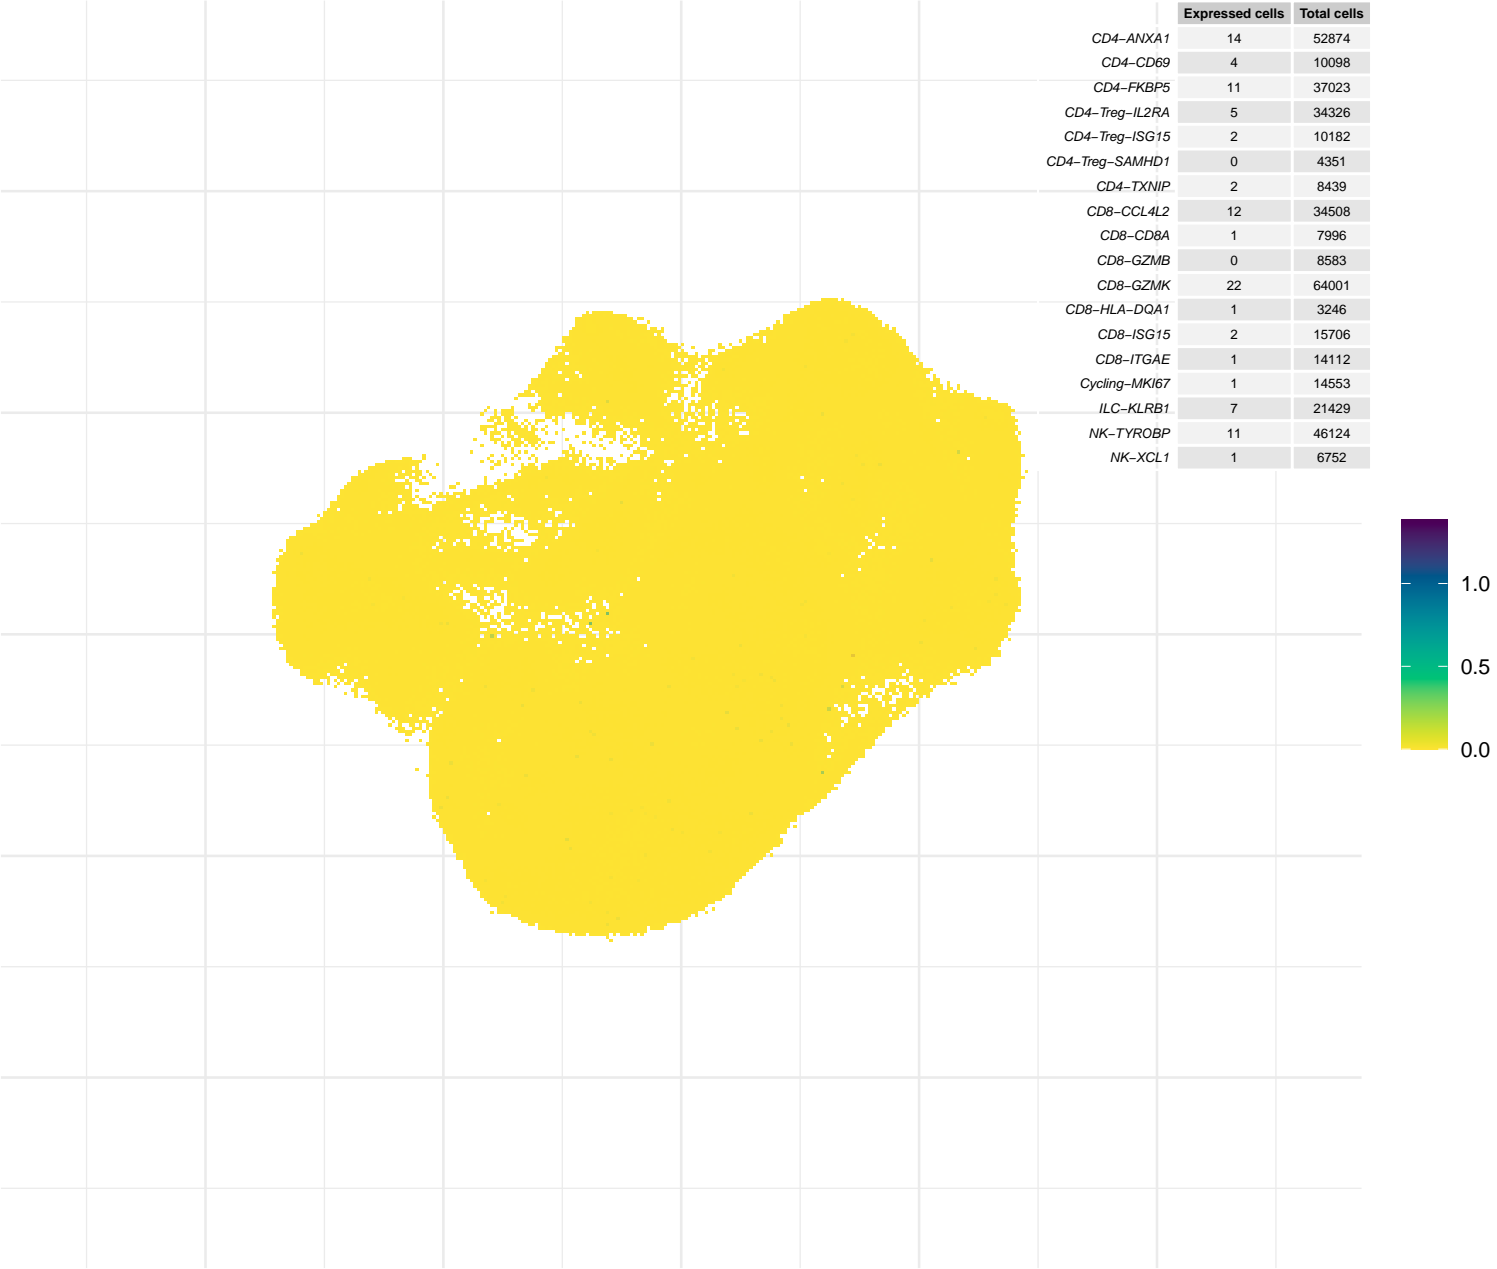 Expressed cells Total cells
CD4−ANXA1 14 52874
CD4−CD69 4 10098
CD4−FKBP5 11 37023
CD4−Treg−IL2RA 5 34326
CD4−Treg−ISG15 2 10182
CD4−Treg−SAMHD1 0 4351
CD4−TXNIP 2 8439
CD8−CCL4L2 12 34508
CD8−CD8A 1 7996
CD8−GZMB 0 8583
CD8−GZMK 22 64001
CD8−HLA−DQA1 1 3246
CD8−ISG15 2 15706
CD8−ITGAE 1 14112
Cycling−MKI67 1 14553
ILC−KLRB1 7 21429
NK−TYROBP 11 46124
NK−XCL1 1 6752
1.0
0.5
0.0